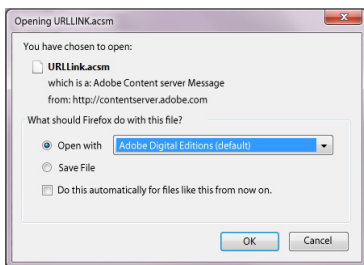 Opening URLLINK.acsm
You have chosen to open:
URLLink.acsm
which is a: Adobe Content server Message
from: http://contentserver.adobe.com
What should Firefox do with this file?
Open with Adobe Digital Editions (default)
Save File
Do this automatically for files like this from now on.
OK Cancel